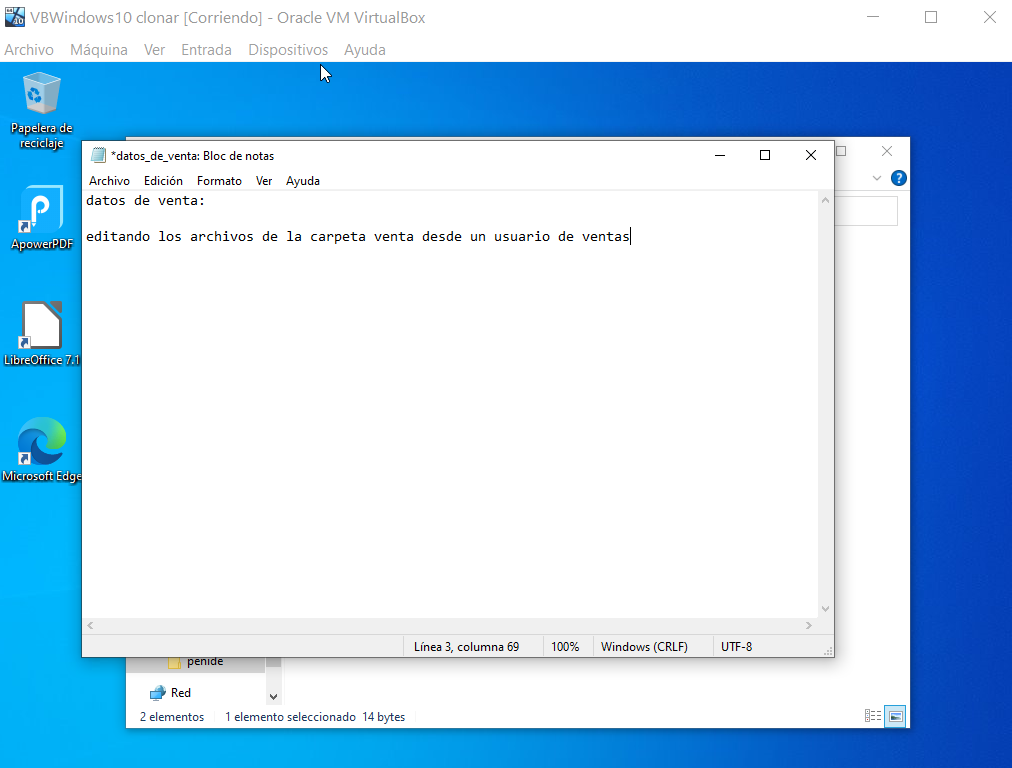 VBWindows10 clonar [Corriendo] - Oracle VM VirtualBox
Archivo Máquina Ver Entrada Dispositivos Ayuda
Papelera de
reciclaje
ApowerPDF
LibreOffice 7.1
Microsoft Edge
*datos_de_venta: Bloc de notas
Archivo Edición Formato Ver Ayuda
datos de venta:
editando los archivos de la carpeta venta desde un usuario de ventas
Línea 3, columna 69 100% Windows (CRLF) UTF-8
penide
Red
2 elementos 1 elemento seleccionado 14 bytes